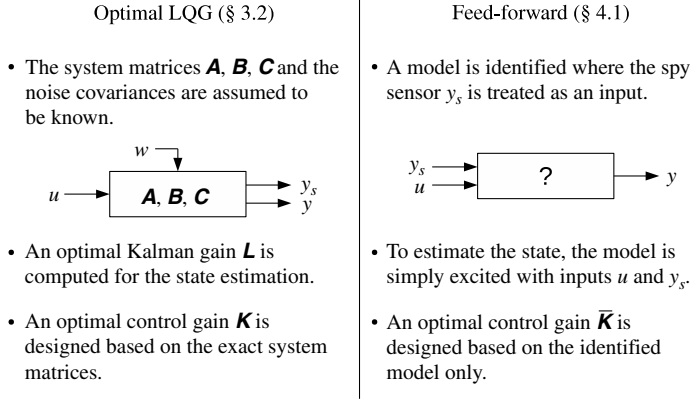 Optimal LQG (§ 3.2)
• The system matrices A, B, C and the
noise covariances are assumed to
be known.
w
u
A, B, C
y_s
y
• An optimal Kalman gain L is
computed for the state estimation.
• An optimal control gain K is
designed based on the exact system
matrices.
Feed-forward (§ 4.1)
• A model is identified where the spy
sensor y_s is treated as an input.
y_s
u
?
y
• To estimate the state, the model is
simply excited with inputs u and y_s.
• An optimal control gain K̅ is
designed based on the identified
model only.